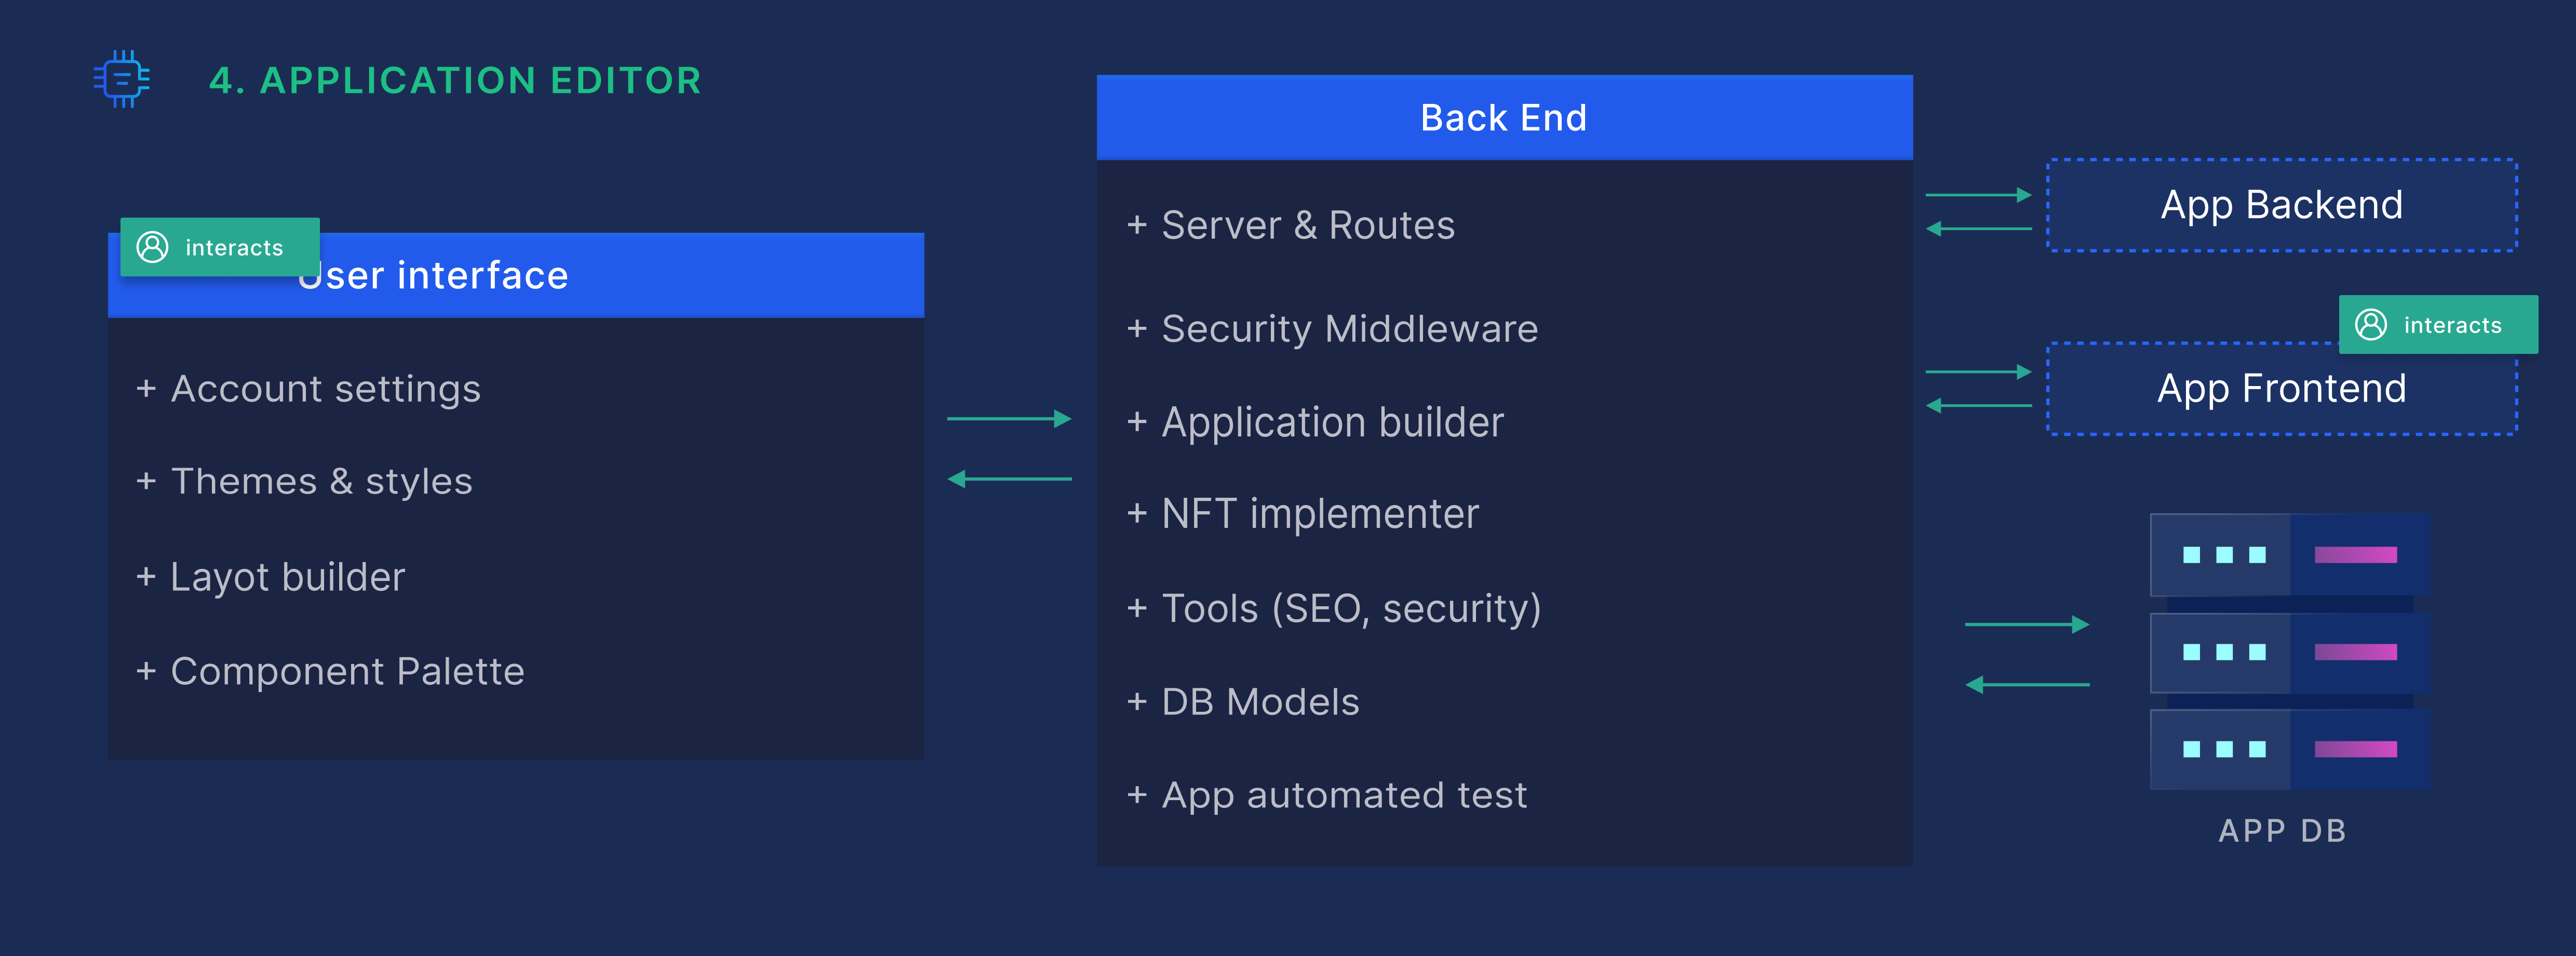 4. APPLICATION EDITOR
interacts
User interface
+ Account settings
+ Themes & styles
+ Layot builder
+ Component Palette
Back End
+ Server & Routes
+ Security Middleware
+ Application builder
+ NFT implementer
+ Tools (SEO, security)
+ DB Models
+ App automated test
App Backend
interacts
App Frontend
APP DB